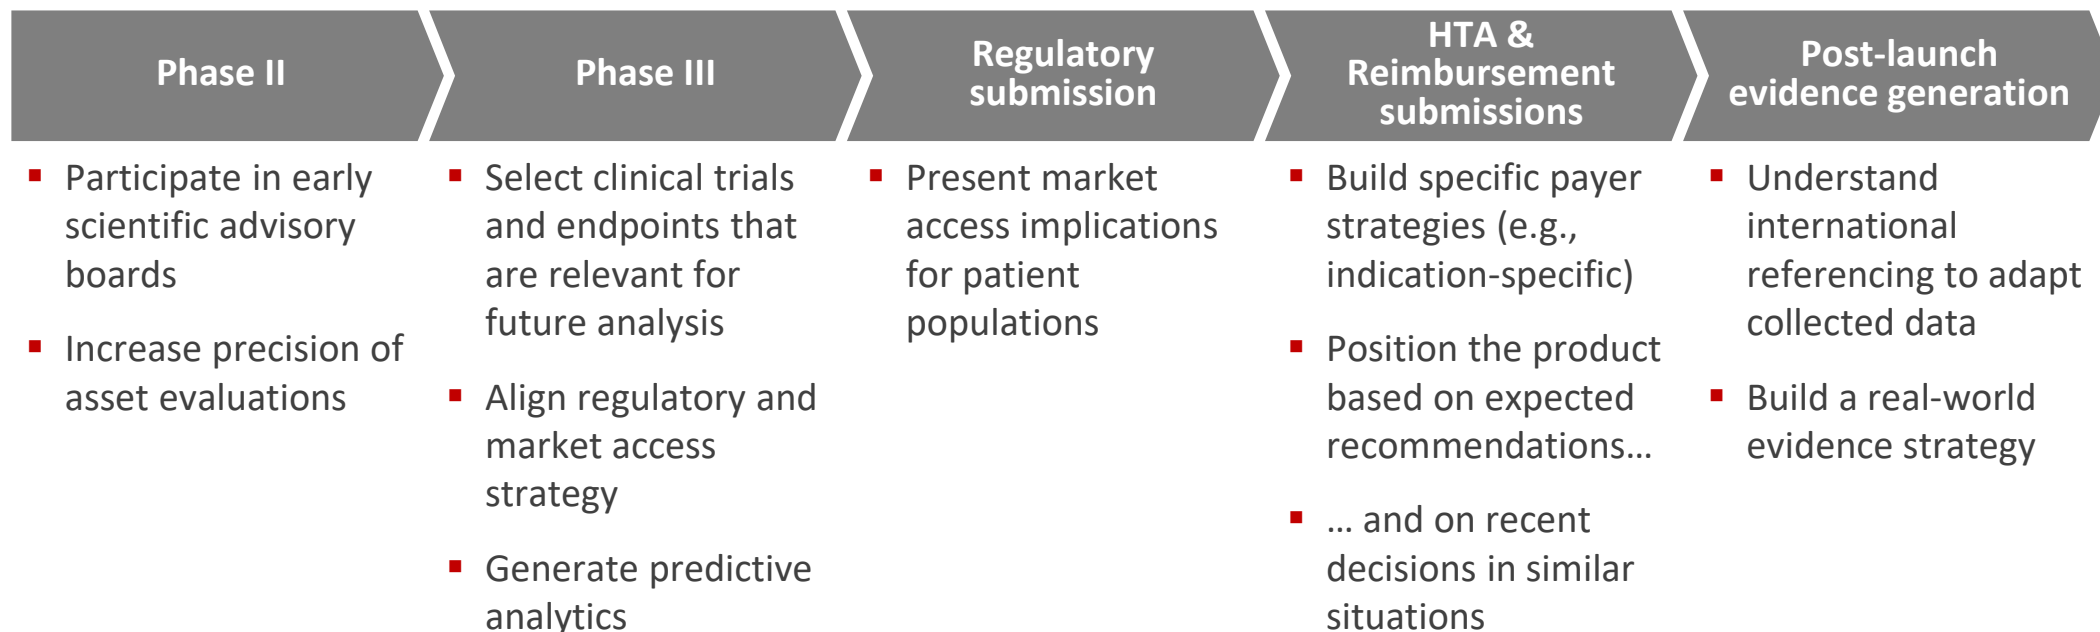 Phase II
Phase III
Regulatory
submission
HTA &
Reimbursement
submissions
Post-launch
evidence generation
▪ Participate in early
scientific advisory
boards
▪ Increase precision of
asset evaluations
▪ Select clinical trials
and endpoints that
are relevant for
future analysis
▪ Align regulatory and
market access
strategy
▪ Generate predictive
analytics
▪ Present market
access implications
for patient
populations
▪ Build specific payer
strategies (e.g.,
indication-specific)
▪ Position the product
based on expected
recommendations…
▪ … and on recent
decisions in similar
situations
▪ Understand
international
referencing to adapt
collected data
▪ Build a real-world
evidence strategy